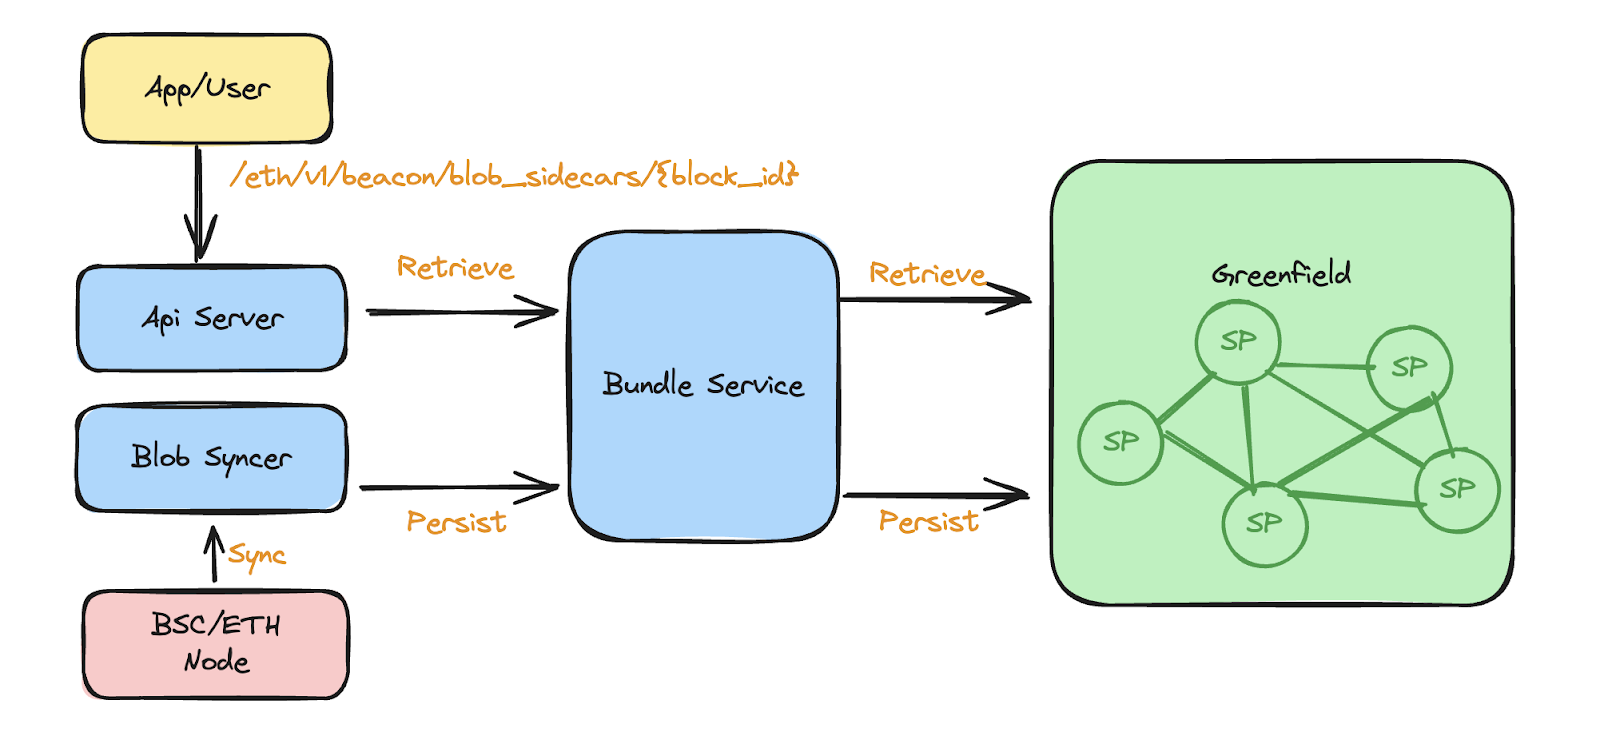 App/User
/eth/v1/beacon/blob_sidecars/{block_id}
Api Server
Retrieve
Bundle Service
Retrieve
Greenfield
SP
SP
SP
SP
SP
Blob Syncer
Persist
Persist
Sync
BSC/ETH
Node